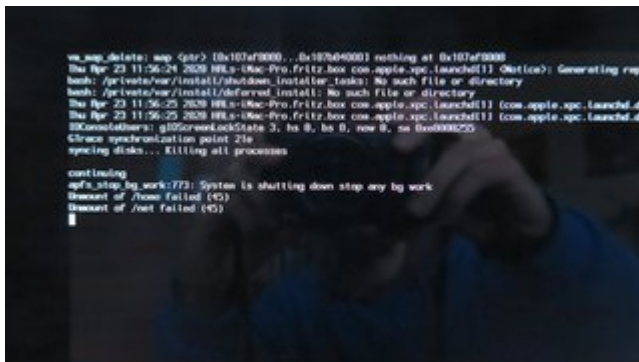 vm_map_delete: map (ptr) [0x107af0000...0x107b04000] nothing at 0x107af0000
Thu Apr 23 11:56:24 2020 HRLs-iMac-Pro.fritz.box com.apple.xpc.launchd[1] <Notice>: Generating
bash: /private/var/install/shutdown_installer_tasks: No such file or directory
bash: /private/var/install/deferred_install: No such file or directory
Thu Apr 23 11:56:25 2020 HRLs-iMac-Pro.fritz.box com.apple.xpc.launchd[1] (com.apple.xpc.launchd.
Thu Apr 23 11:56:25 2020 HRLs-iMac-Pro.fritz.box com.apple.xpc.launchd[1] (com.apple.xpc.launchd.
IOConsoleUsers: gIOScreenLockState 3, hs 0, bs 0, now 0, sm
GTrace synchronization point 21e
syncing disks... Killing all processes
continuing
apfs_stop_bg_work:773: System is shutting down stop any bg work
Unmount of /home failed (45)
Unmount of /net failed (45)